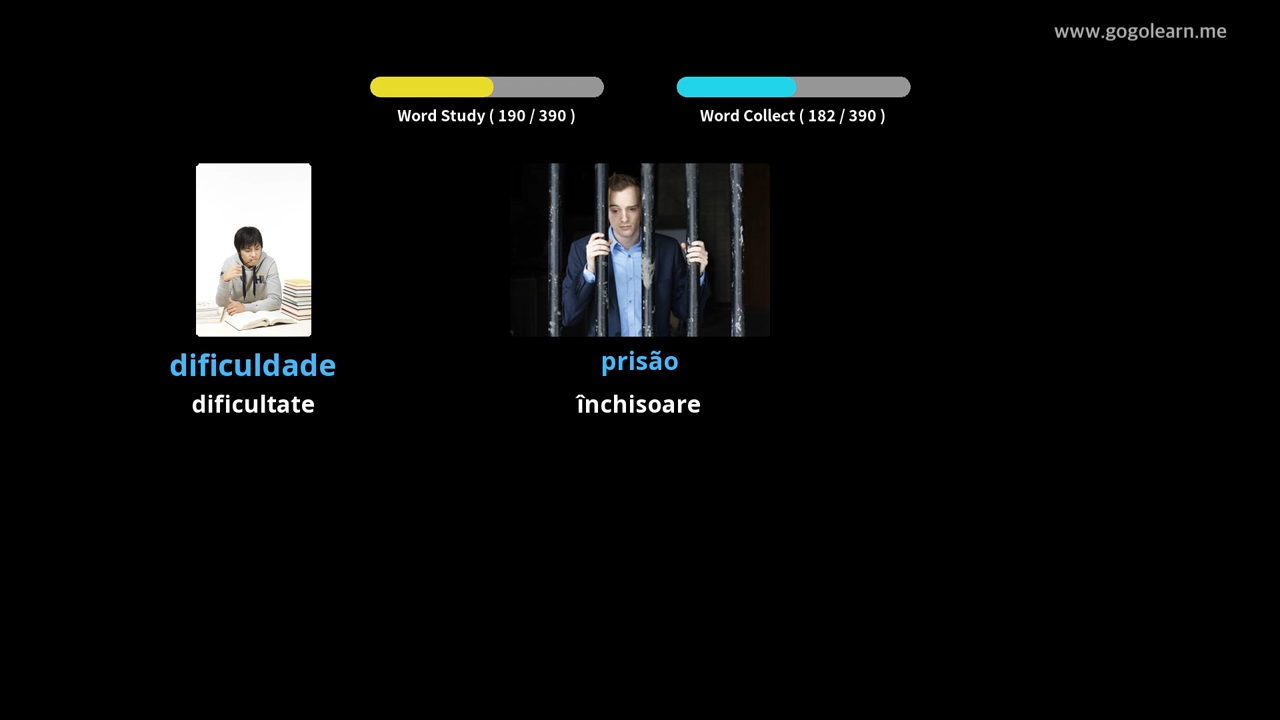 www.gogolearn.me
Word Study ( 190 / 390 )
Word Collect ( 182 / 390 )
dificuldade
prisão
dificultate
închisoare